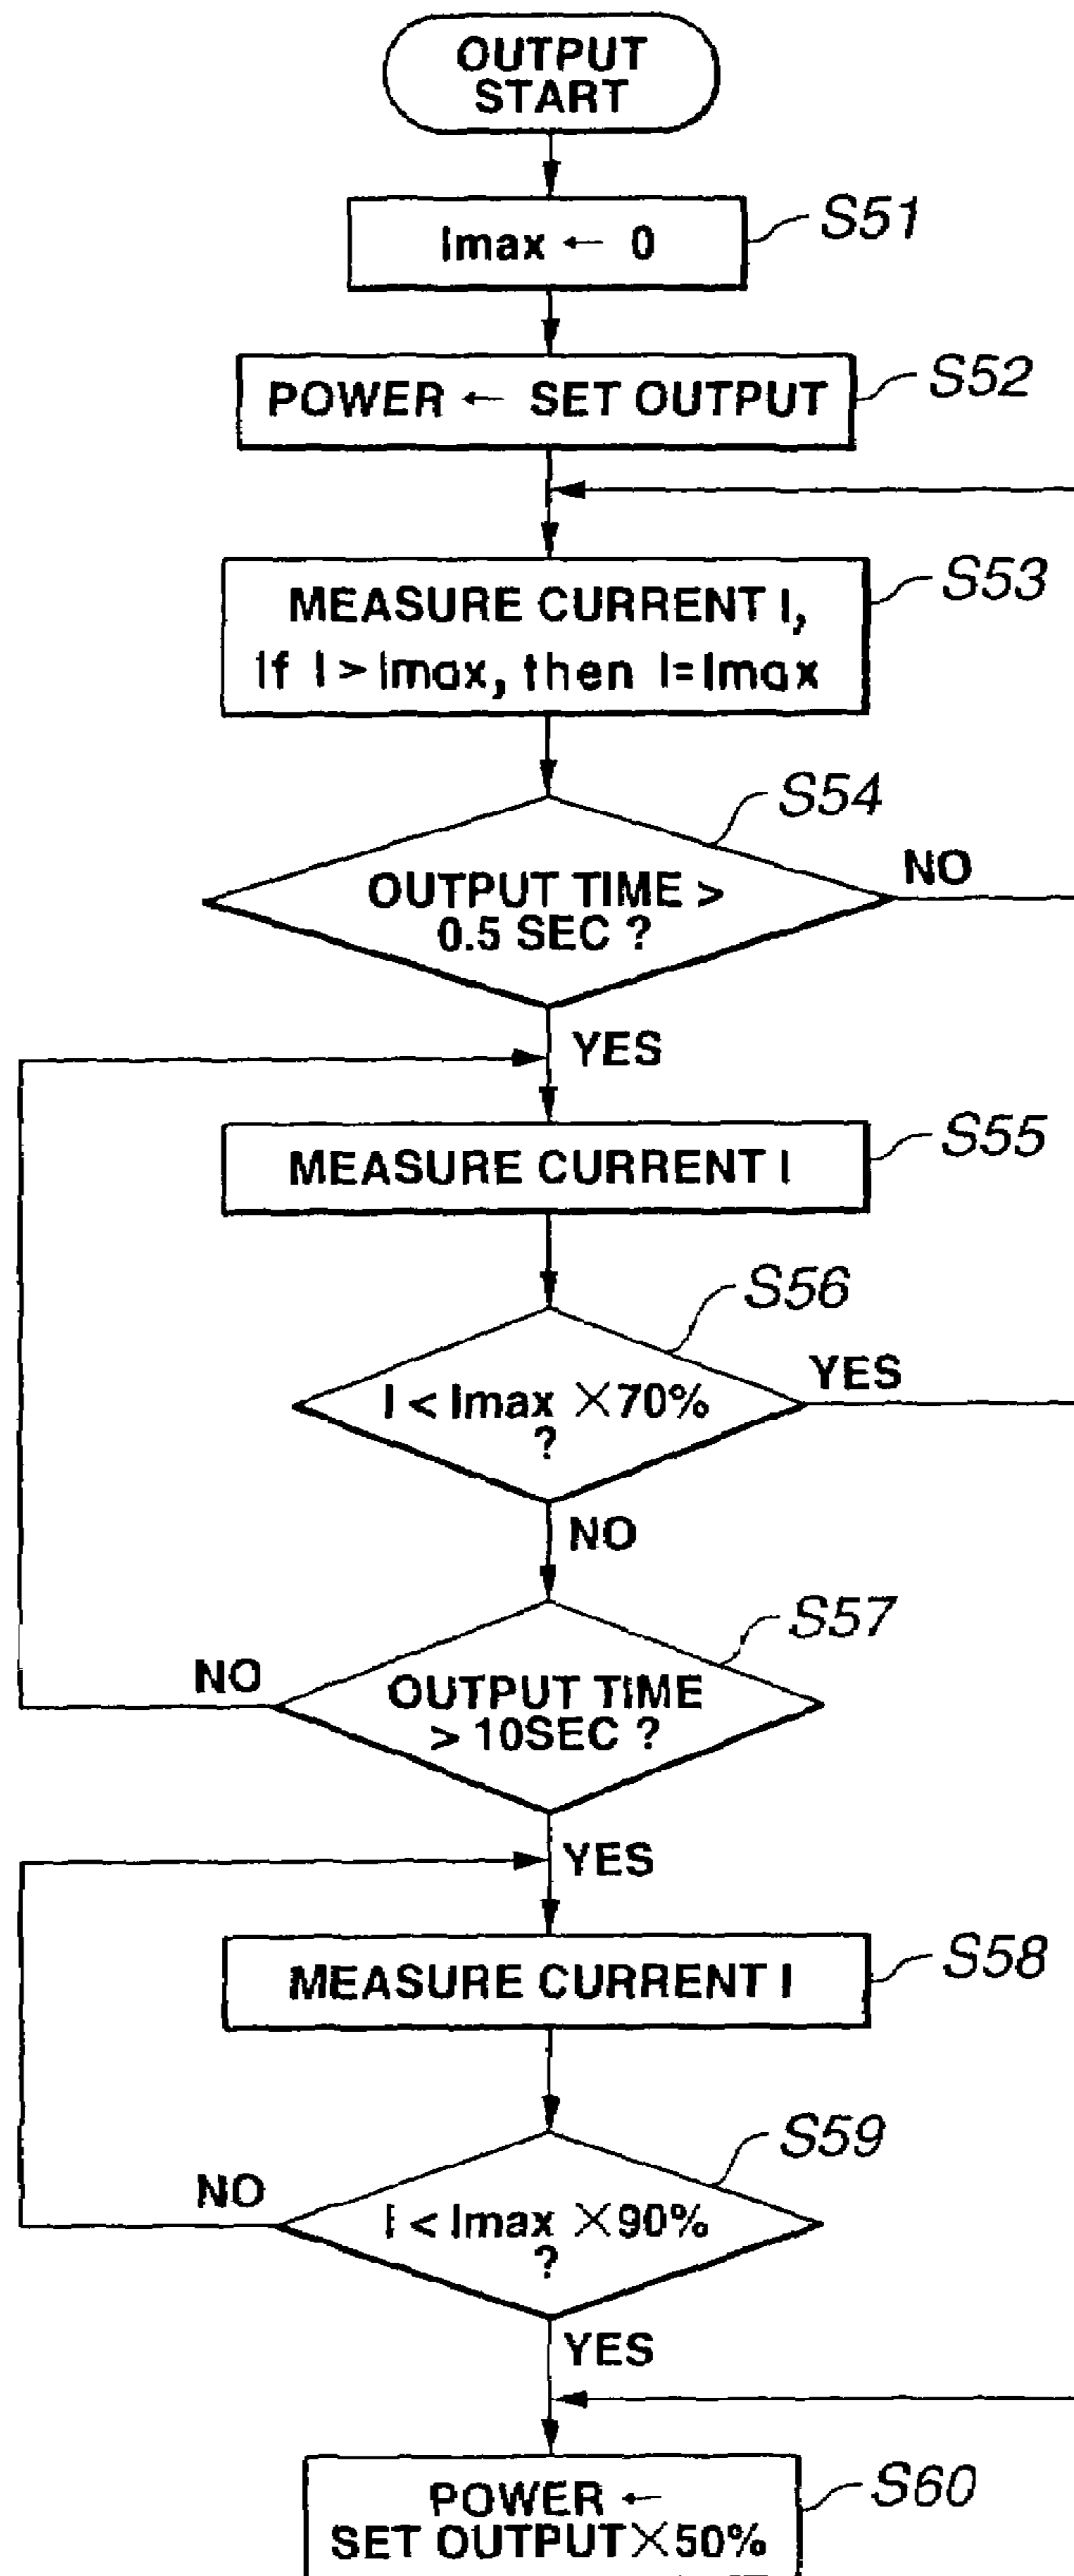 OUTPUT
START
Imax ← 0
S51
POWER ← SET OUTPUT
S52
MEASURE CURRENT I,
If I > Imax, then I=Imax
S53
OUTPUT TIME >
0.5 SEC ?
S54
NO
YES
MEASURE CURRENT I
S55
I < Imax ×70%
?
S56
YES
NO
OUTPUT TIME
> 10SEC ?
S57
NO
YES
MEASURE CURRENT I
S58
I < Imax ×90%
?
S59
NO
YES
POWER ←
SET OUTPUT×50%
S60